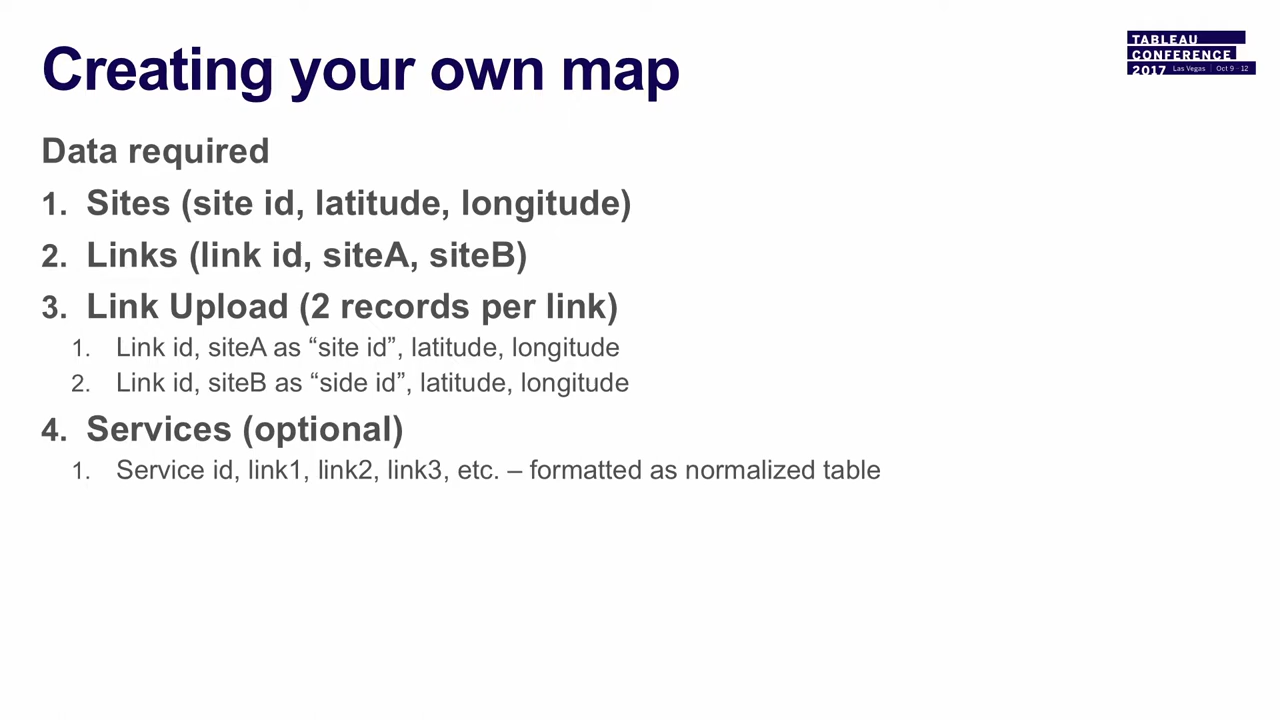 Creating your own map
TABLEAU
CONFERENCE
2017 Las Vegas | Oct 9 - 12
Data required
1. Sites (site id, latitude, longitude)
2. Links (link id, siteA, siteB)
3. Link Upload (2 records per link)
1. Link id, siteA as “site id”, latitude, longitude
2. Link id, siteB as “side id”, latitude, longitude
4. Services (optional)
1. Service id, link1, link2, link3, etc. – formatted as normalized table